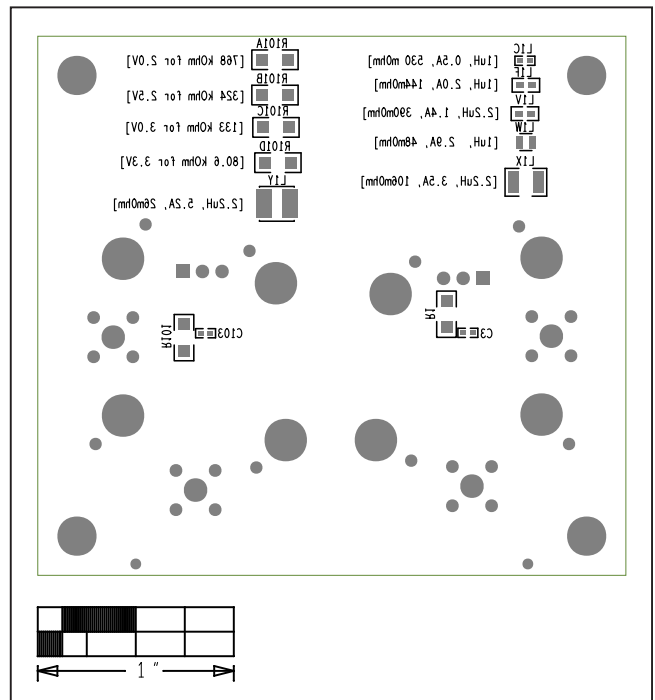 R101A
[768 kOhm for 2.0V]
R101B
[324 kOhm for 2.5V]
R101C
[133 kOhm for 3.0V]
R101D
[80.6 kOhm for 3.3V]
L1Y
[2.2uH, 5.2A, 26mOhm]
L1C
[1uH, 0.5A, 530 mOhm]
L1F
[1uH, 2.0A, 144mOhm]
L1V
[2.2uH, 1.4A, 390mOhm]
L1W
[1uH, 2.9A, 48mOhm]
L1X
[2.2uH, 3.5A, 106mOhm]
R101
C103
R1
C3
1 "